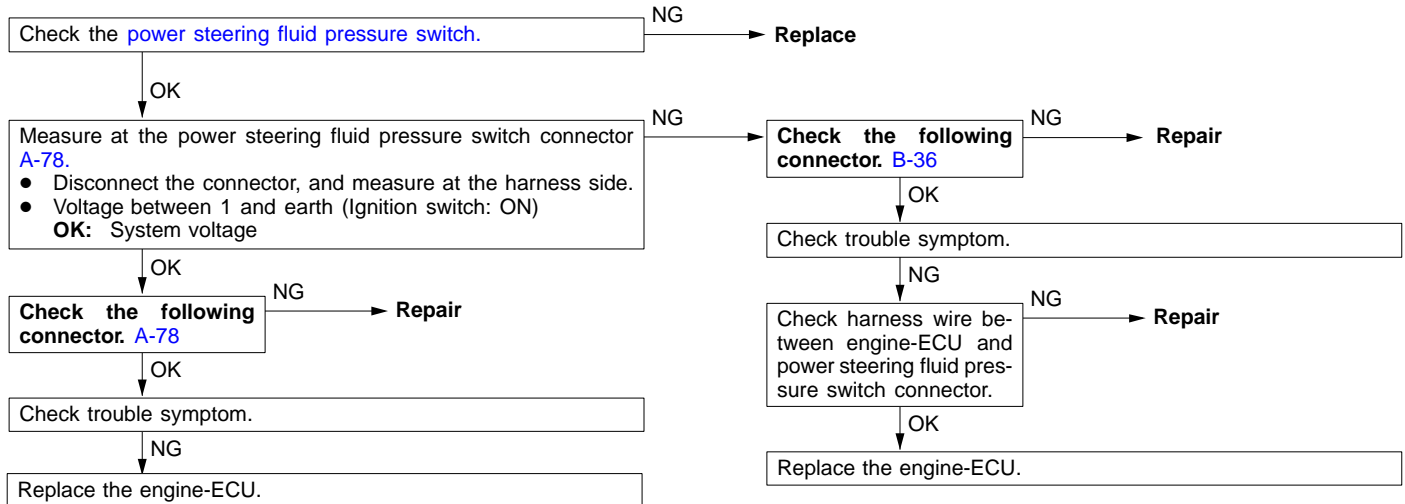 NG
Check the power steering fluid pressure switch.
Replace
OK
Measure at the power steering fluid pressure switch connector
A-78.
● Disconnect the connector, and measure at the harness side.
● Voltage between 1 and earth (Ignition switch: ON)
OK: System voltage
NG
Check the following
connector. B-36
NG
Repair
OK
Check trouble symptom.
NG
Check harness wire be-
tween engine-ECU and
power steering fluid pres-
sure switch connector.
NG
Repair
OK
Replace the engine-ECU.
OK
Check the following
connector. A-78
NG
Repair
OK
Check trouble symptom.
NG
Replace the engine-ECU.